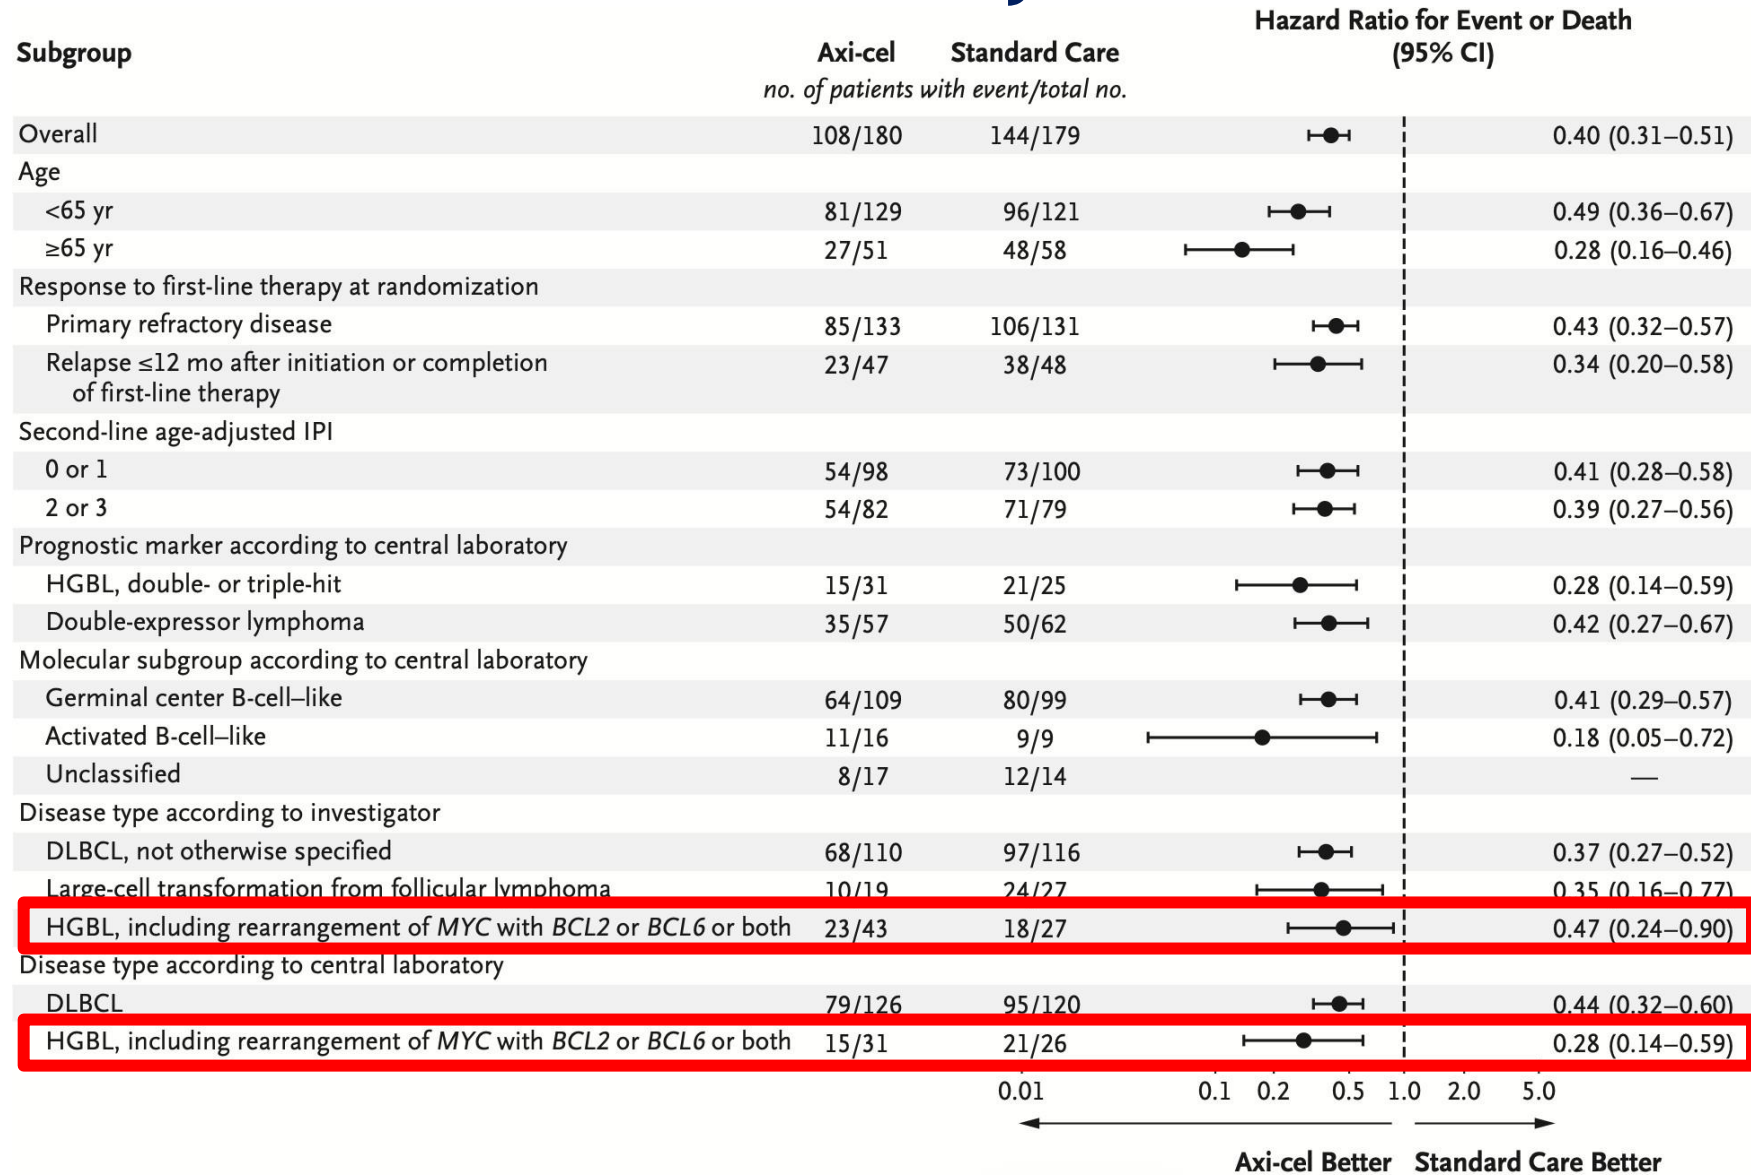 Hazard Ratio for Event or Death
Subgroup Axi-cel Standard Care (95% CI)
no. of patients with event/total no.
Overall 108/180 144/179 0.40 (0.31–0.51)
Age
<65 yr 81/129 96/121 0.49 (0.36–0.67)
≥65 yr 27/51 48/58 0.28 (0.16–0.46)
Response to first-line therapy at randomization
Primary refractory disease 85/133 106/131 0.43 (0.32–0.57)
Relapse ≤12 mo after initiation or completion 23/47 38/48 0.34 (0.20–0.58)
of first-line therapy
Second-line age-adjusted IPI
0 or 1 54/98 73/100 0.41 (0.28–0.58)
2 or 3 54/82 71/79 0.39 (0.27–0.56)
Prognostic marker according to central laboratory
HGBL, double- or triple-hit 15/31 21/25 0.28 (0.14–0.59)
Double-expressor lymphoma 35/57 50/62 0.42 (0.27–0.67)
Molecular subgroup according to central laboratory
Germinal center B-cell–like 64/109 80/99 0.41 (0.29–0.57)
Activated B-cell–like 11/16 9/9 0.18 (0.05–0.72)
Unclassified 8/17 12/14 —
Disease type according to investigator
DLBCL, not otherwise specified 68/110 97/116 0.37 (0.27–0.52)
Large-cell transformation from follicular lymphoma 10/19 24/27 0.35 (0.16–0.77)
HGBL, including rearrangement of MYC with BCL2 or BCL6 or both 23/43 18/27 0.47 (0.24–0.90)
Disease type according to central laboratory
DLBCL 79/126 95/120 0.44 (0.32–0.60)
HGBL, including rearrangement of MYC with BCL2 or BCL6 or both 15/31 21/26 0.28 (0.14–0.59)
0.01 0.1 0.2 0.5 1.0 2.0 5.0
Axi-cel Better Standard Care Better